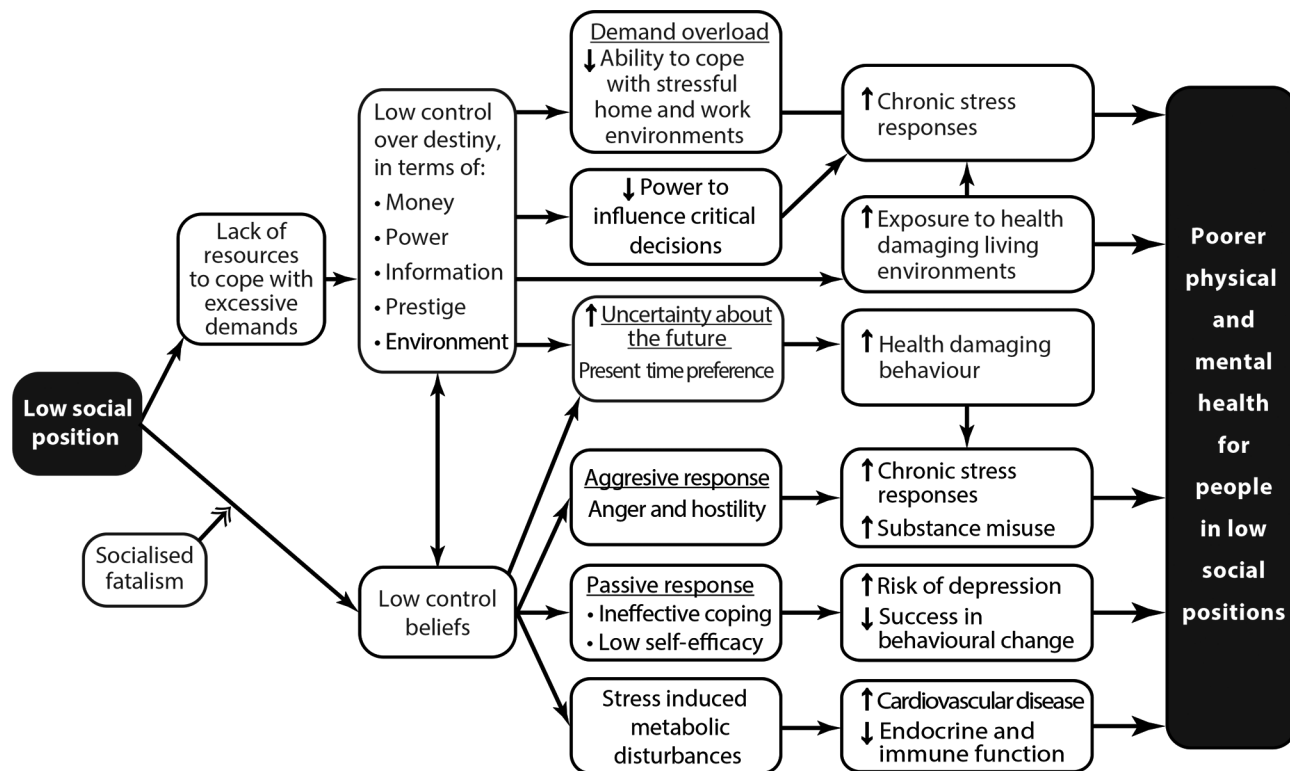 Low social
position
Socialised
fatalism
Lack of
resources
to cope with
excessive
demands
Low control
over destiny,
in terms of:
• Money
• Power
• Information
• Prestige
• Environment
Low control
beliefs
Demand overload
↓ Ability to cope
with stressful
home and work
environments
↓ Power to
influence critical
decisions
↑ Uncertainty about
the future
Present time preference
Aggresive response
Anger and hostility
Passive response
• Ineffective coping
• Low self-efficacy
Stress induced
metabolic
disturbances
↑ Chronic stress
responses
↑ Exposure to health
damaging living
environments
↑ Health damaging
behaviour
↑ Chronic stress
responses
↑ Substance misuse
↑ Risk of depression
↓ Success in
behavioural change
↑ Cardiovascular disease
↓ Endocrine and
immune function
Poorer
physical
and
mental
health
for
people
in low
social
positions